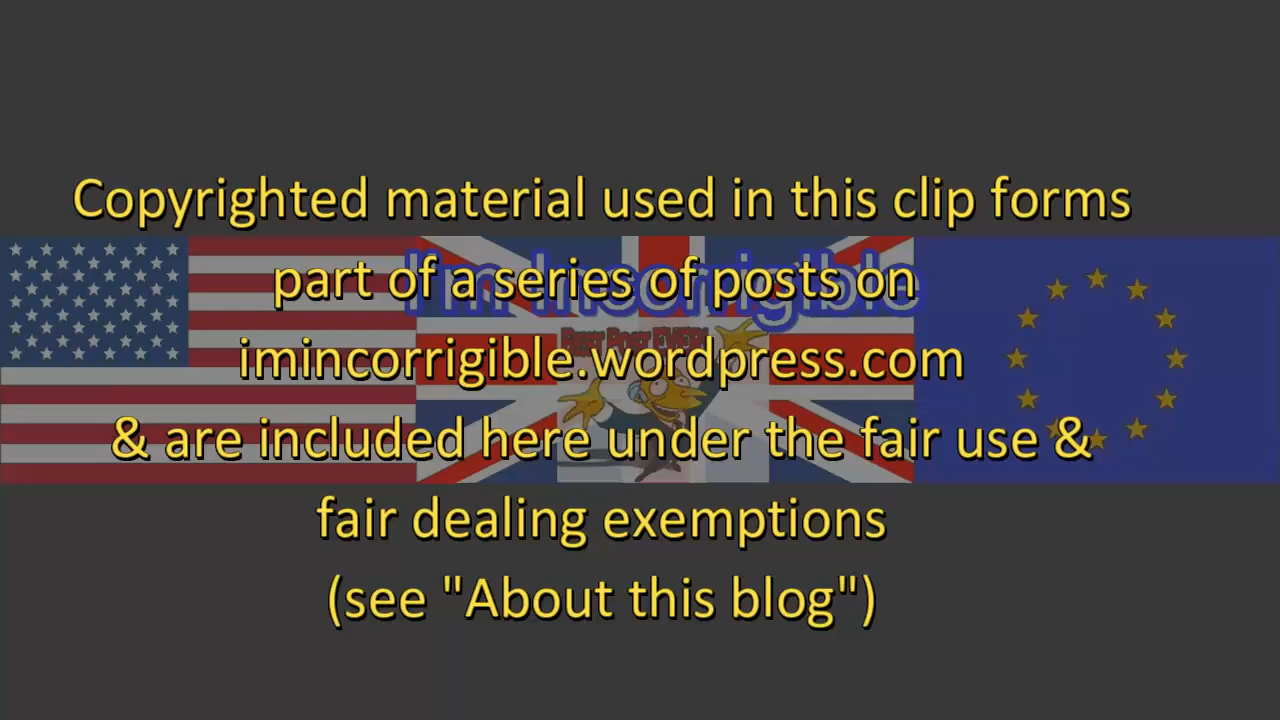 Copyrighted material used in this clip forms
I'm Incorrigible
part of a series of posts on
imincorrigible.wordpress.com
& are included here under the fair use &
fair dealing exemptions
(see "About this blog")